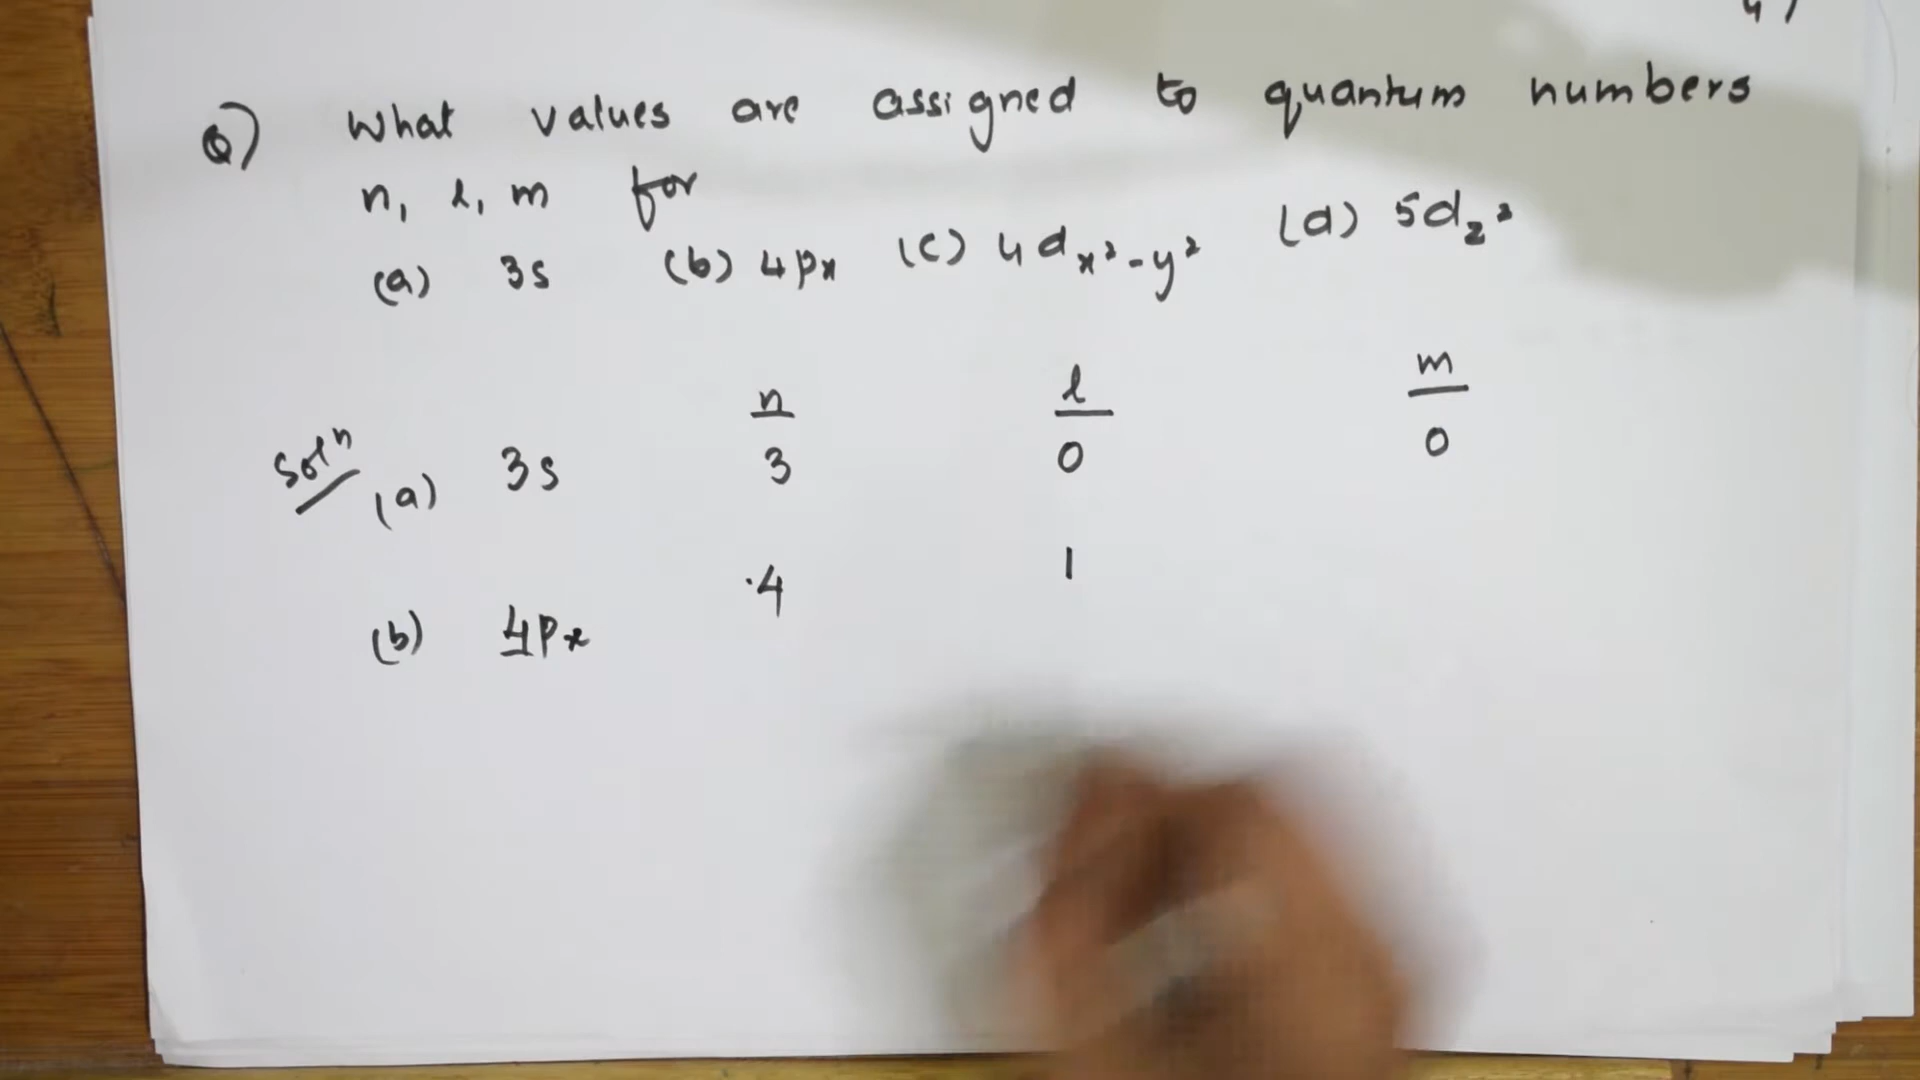 Q) What values are assigned to quantum numbers
n, l, m for
(a) 3s (b) 4px (c) 4dx²-y² (d) 5dz²
n l m
Solⁿ (a) 3s 3 0 0
(b) 4px 4 1